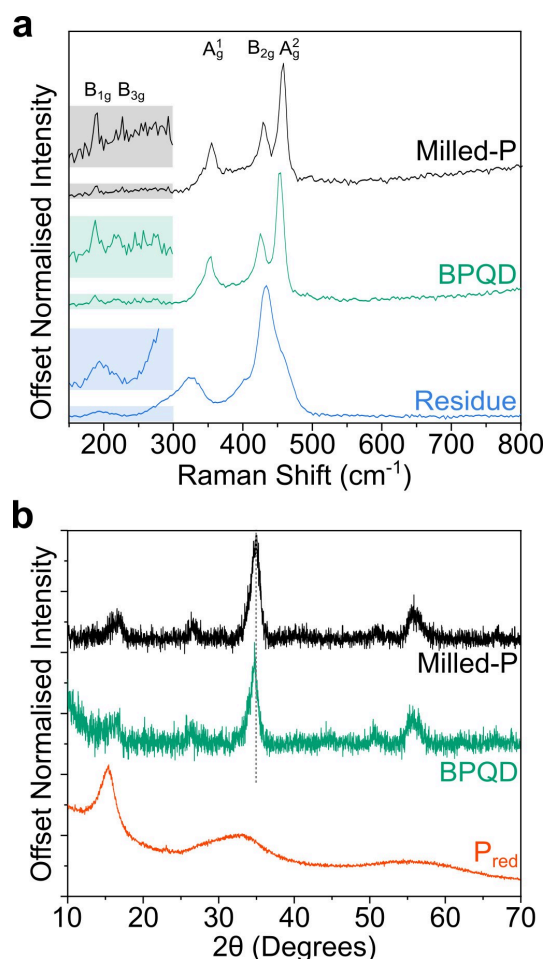 a
A¹g B2g A²g
B1g B3g
Milled-P
BPQD
Residue
Offset Normalised Intensity
200 300 400 500 600 700 800
Raman Shift (cm⁻¹)
b
Milled-P
BPQD
Pred
Offset Normalised Intensity
10 20 30 40 50 60 70
2θ (Degrees)